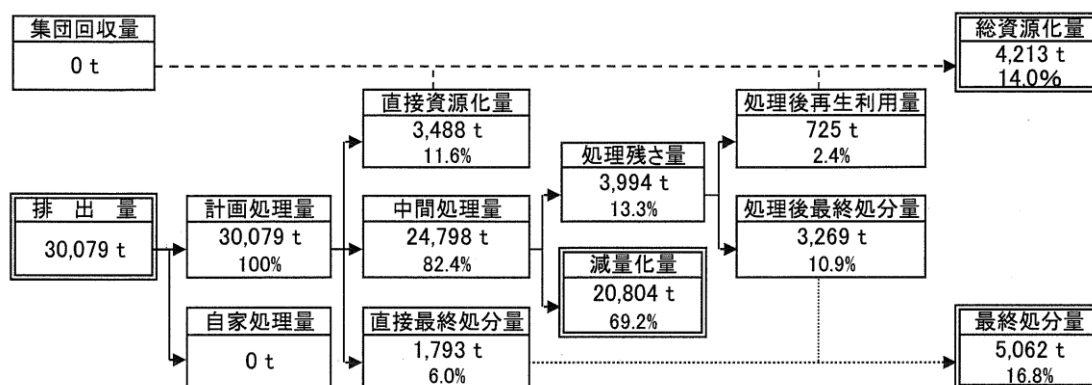 集団回収量
0 t
総資源化量
4,213 t
14.0%
直接資源化量
3,488 t
11.6%
処理後再生利用量
725 t
2.4%
処理残さ量
3,994 t
13.3%
排 出 量
30,079 t
計画処理量
30,079 t
100%
中間処理量
24,798 t
82.4%
処理後最終処分量
3,269 t
10.9%
減量化量
20,804 t
69.2%
自家処理量
0 t
直接最終処分量
1,793 t
6.0%
最終処分量
5,062 t
16.8%